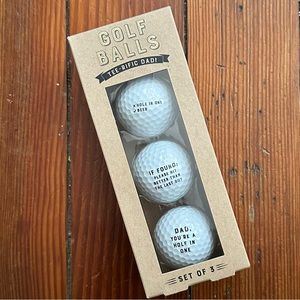 GOLF
BALLS
TEE-RIFIC DAD!
HOLE IN ONE
BEER
IF FOUND:
PLEASE HIT
BETTER THAN
THE LAST GUY
DAD,
YOU'RE A
HOLE IN
ONE
SET OF 3